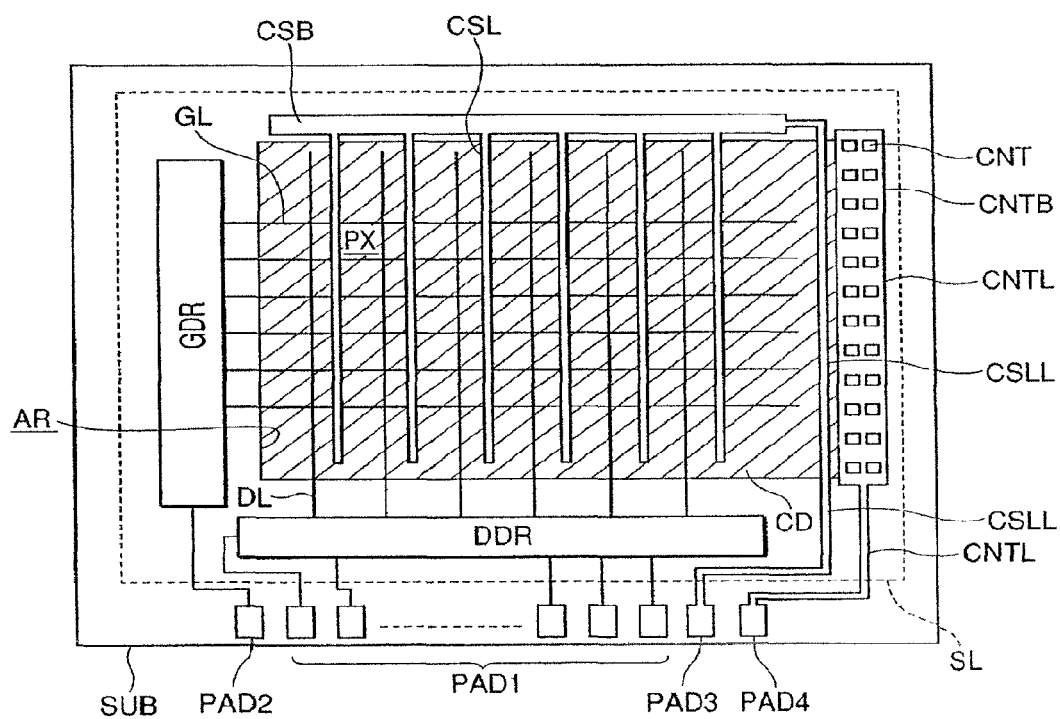 CSB
CSL
GL
CNT
CNTB
PX
CNTL
GDR
CSLL
AR
DL
CD
CSLL
DDR
CNTL
SL
SUB
PAD2
PAD1
PAD3
PAD4